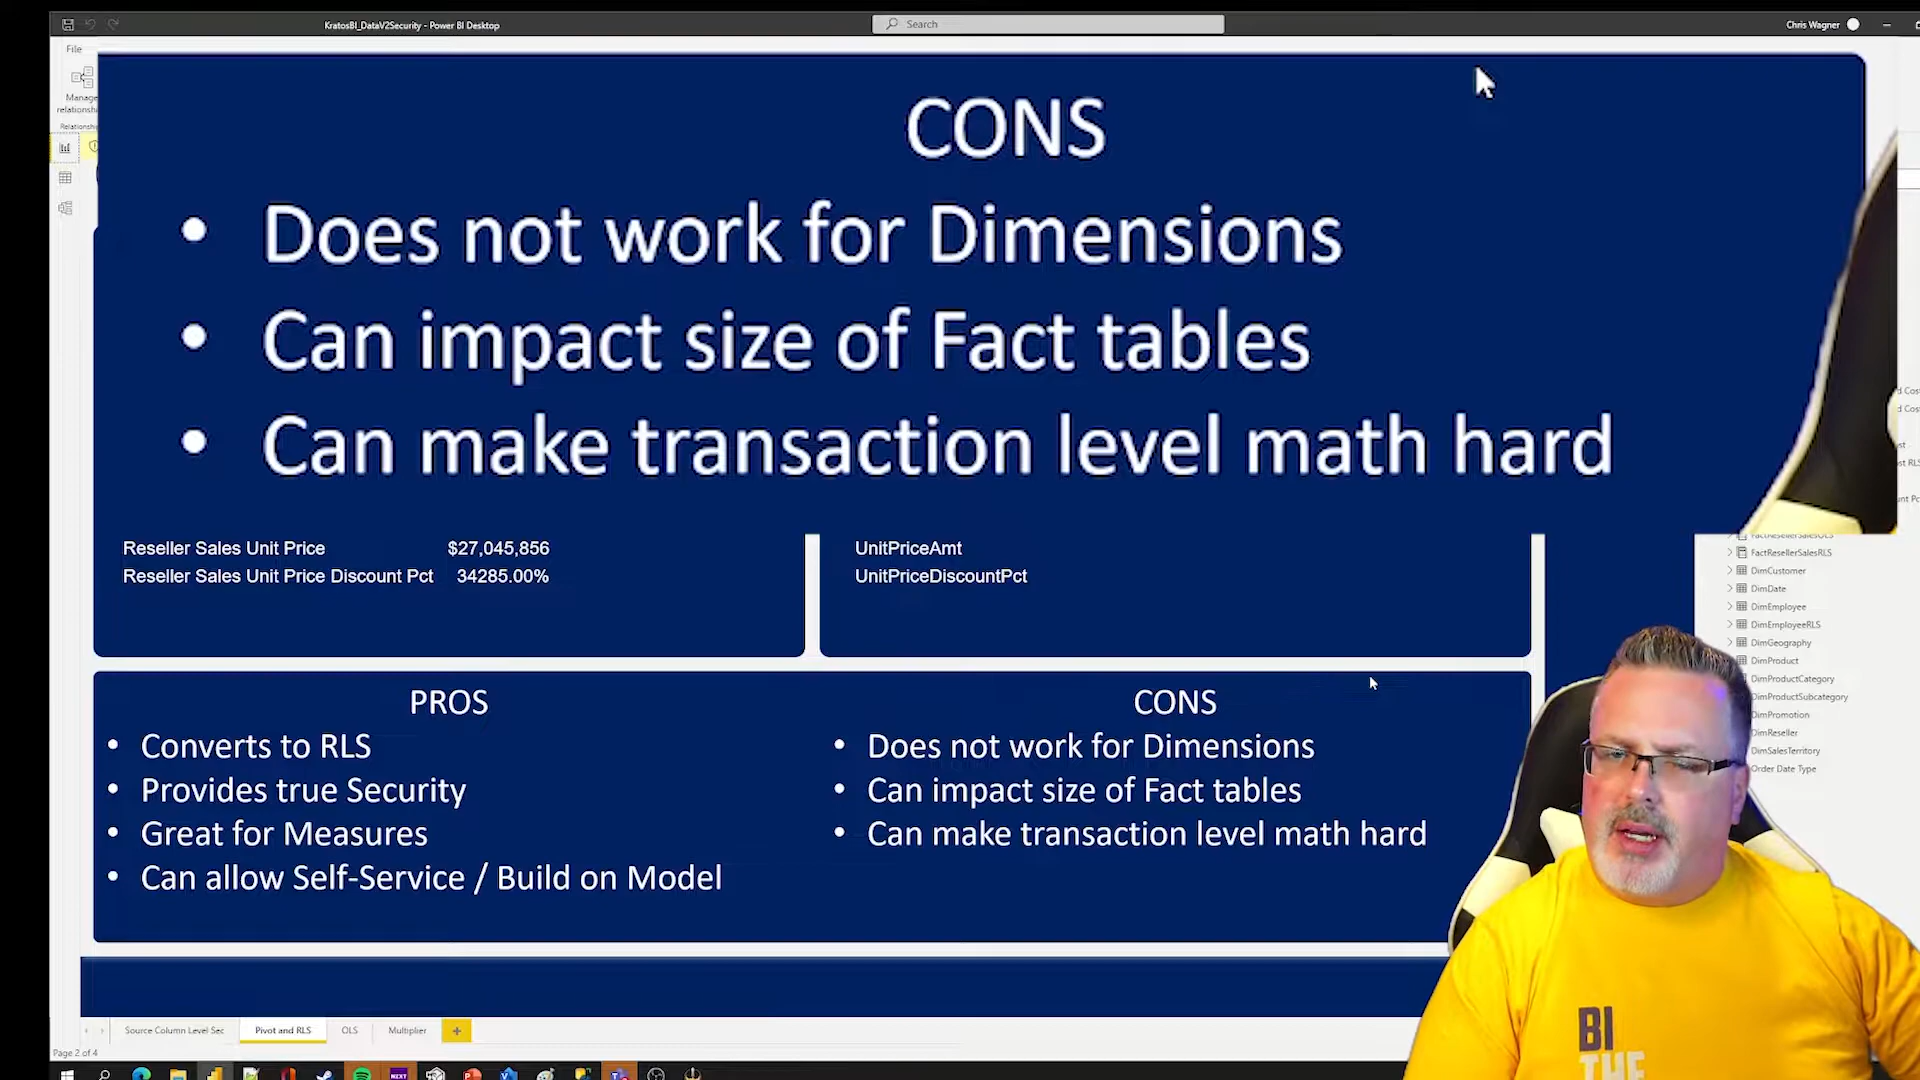 KratosBI_DataV2Security - Power BI Desktop
Search
Chris Wagner
File
Manage
relationships
CONS
• Does not work for Dimensions
• Can impact size of Fact tables
• Can make transaction level math hard
Reseller Sales Unit Price $27,045,856
Reseller Sales Unit Price Discount Pct 34285.00%
UnitPriceAmt
UnitPriceDiscountPct
PROS
• Converts to RLS
• Provides true Security
• Great for Measures
• Can allow Self-Service / Build on Model
CONS
• Does not work for Dimensions
• Can impact size of Fact tables
• Can make transaction level math hard
FactResellerSalesOLS
FactResellerSalesRLS
DimCustomer
DimDate
DimEmployee
DimEmployeeRLS
DimGeography
DimProduct
DimProductCategory
DimProductSubcategory
DimPromotion
DimReseller
DimSalesTerritory
Order Date Type
BI
THE
Source Column Level Sec
Pivot and RLS
OLS
Multiplier
+
Page 2 of 4
NEXT